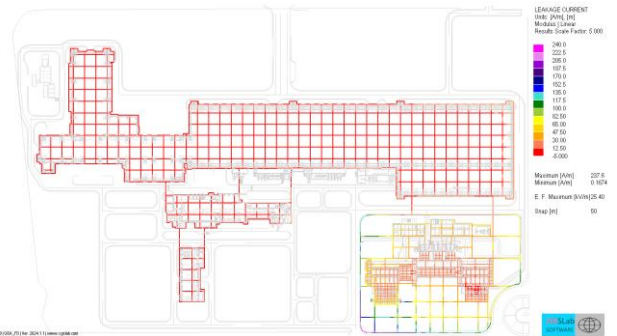 LEAKAGE CURRENT
Units [A/m], [m]
Modulus | Linear
Results Scale Factor: 5.000
240.0
222.5
205.0
187.5
170.0
152.5
135.0
117.5
100.0
82.50
65.00
47.50
30.00
12.50
-5.000
Maximum [A/m] 237.6
Minimum [A/m] 0.1674
E. F. Maximum [kV/m] 25.40
Snap [m] 50
SLab
SOFTWARE